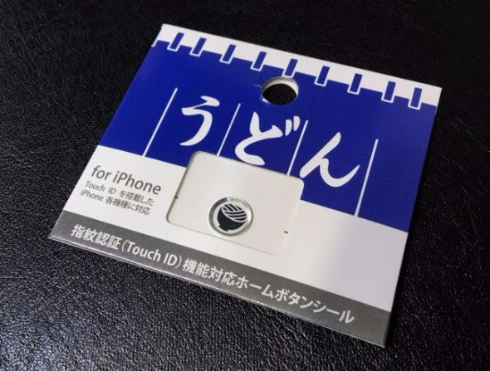 うどん
for iPhone
Touch ID を搭載した
iPhone 各機種に対応
指紋認証（Touch ID）機能対応ホームボタンシール